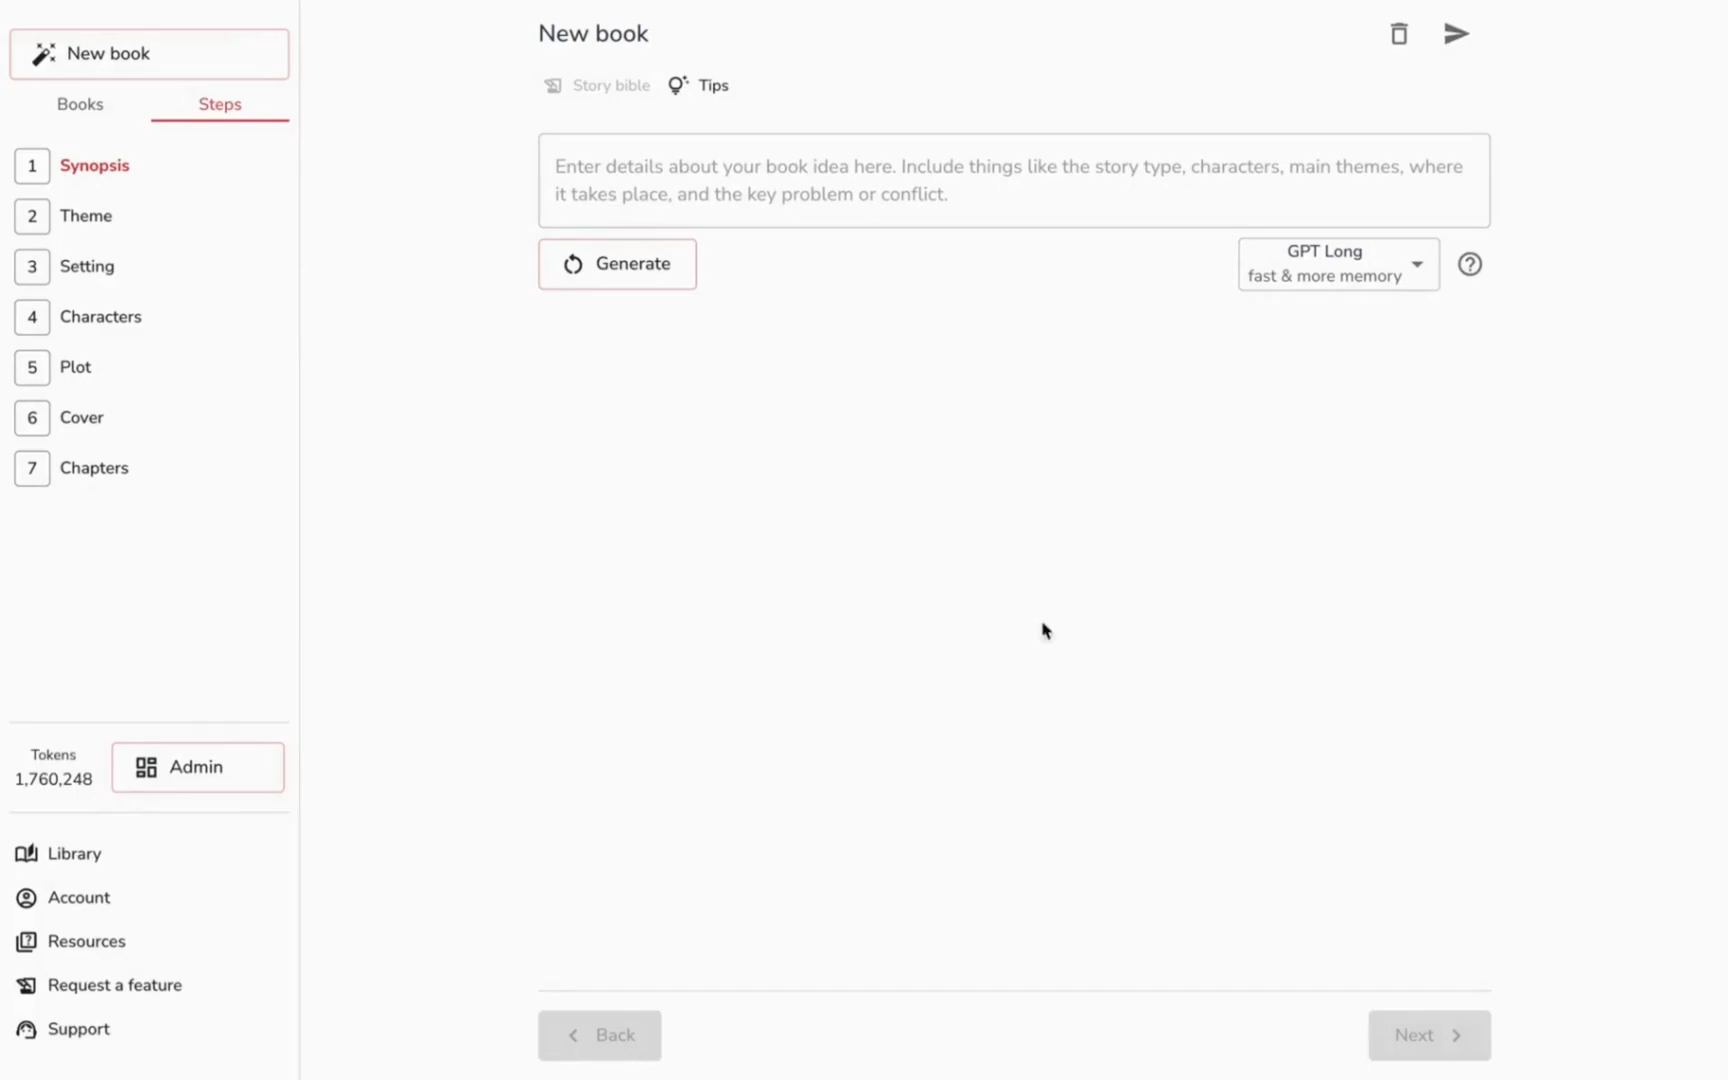 New book
Books
Steps
1 Synopsis
2 Theme
3 Setting
4 Characters
5 Plot
6 Cover
7 Chapters
Tokens
1,760,248
Admin
Library
Account
Resources
Request a feature
Support
New book
Story bible
Tips
Enter details about your book idea here. Include things like the story type, characters, main themes, where
it takes place, and the key problem or conflict.
Generate
GPT Long
fast & more memory
Back
Next